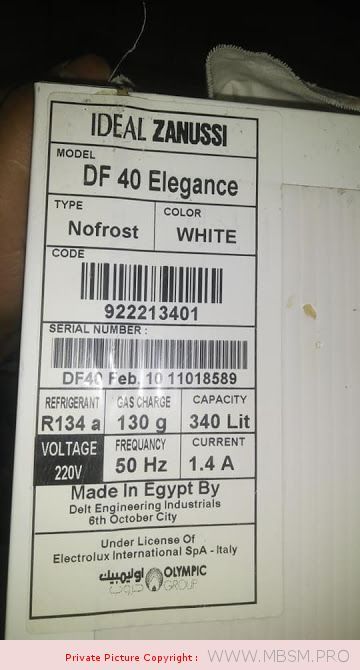 IDEAL ZANUSSI
MODEL
DF 40 Elegance
TYPE
Nofrost
COLOR
WHITE
CODE
922213401
SERIAL NUMBER :
DF40 Feb. 10 11018589
REFRIGERANT
R134 a
GAS CHARGE
130 g
CAPACITY
340 Lit
VOLTAGE
220V
FREQUANCY
50 Hz
CURRENT
1.4 A
Made In Egypt By
Delt Engineering Industrials
6th October City
Under License Of
Electrolux International SpA - Italy
اوليمبيك
جروب
OLYMPIC
GROUP
Private Picture Copyright :
WWW.MBSM.PRO